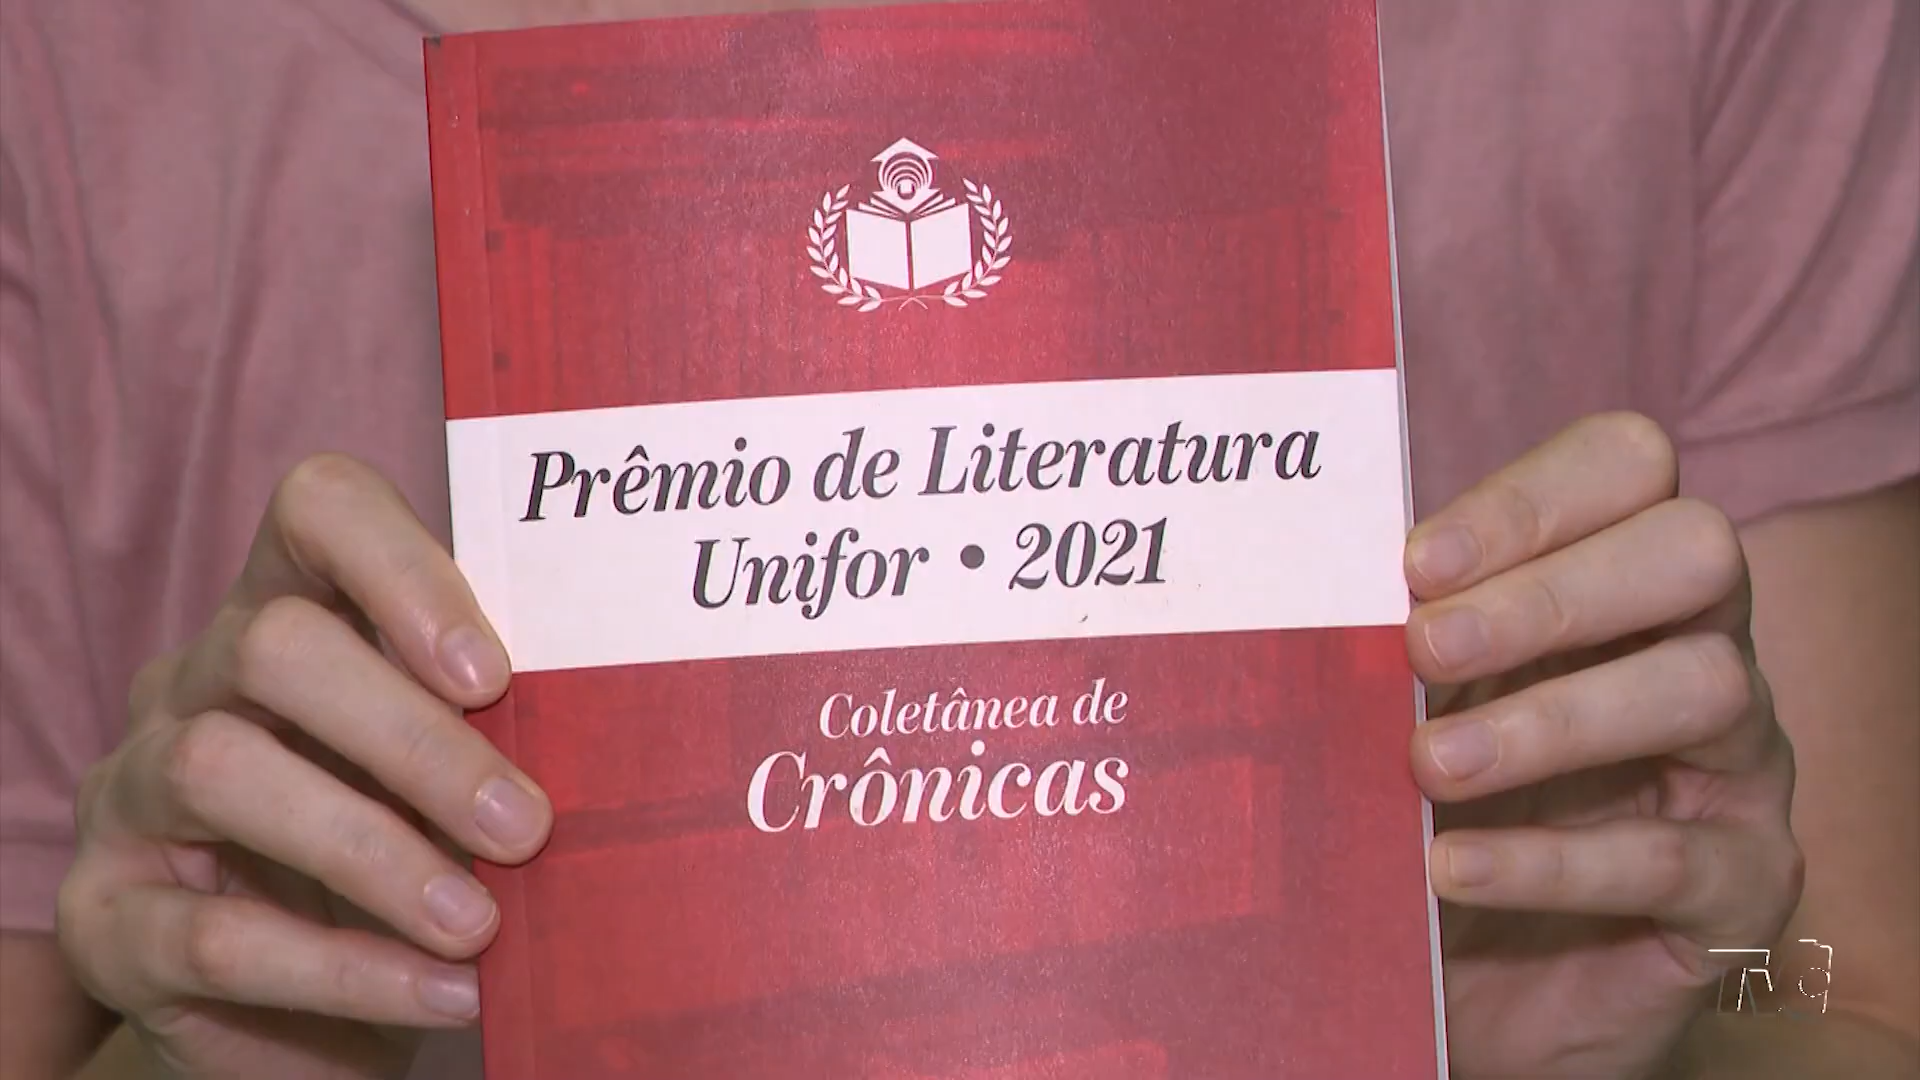 Prêmio de Literatura
Unifor • 2021
Coletânea de
Crônicas